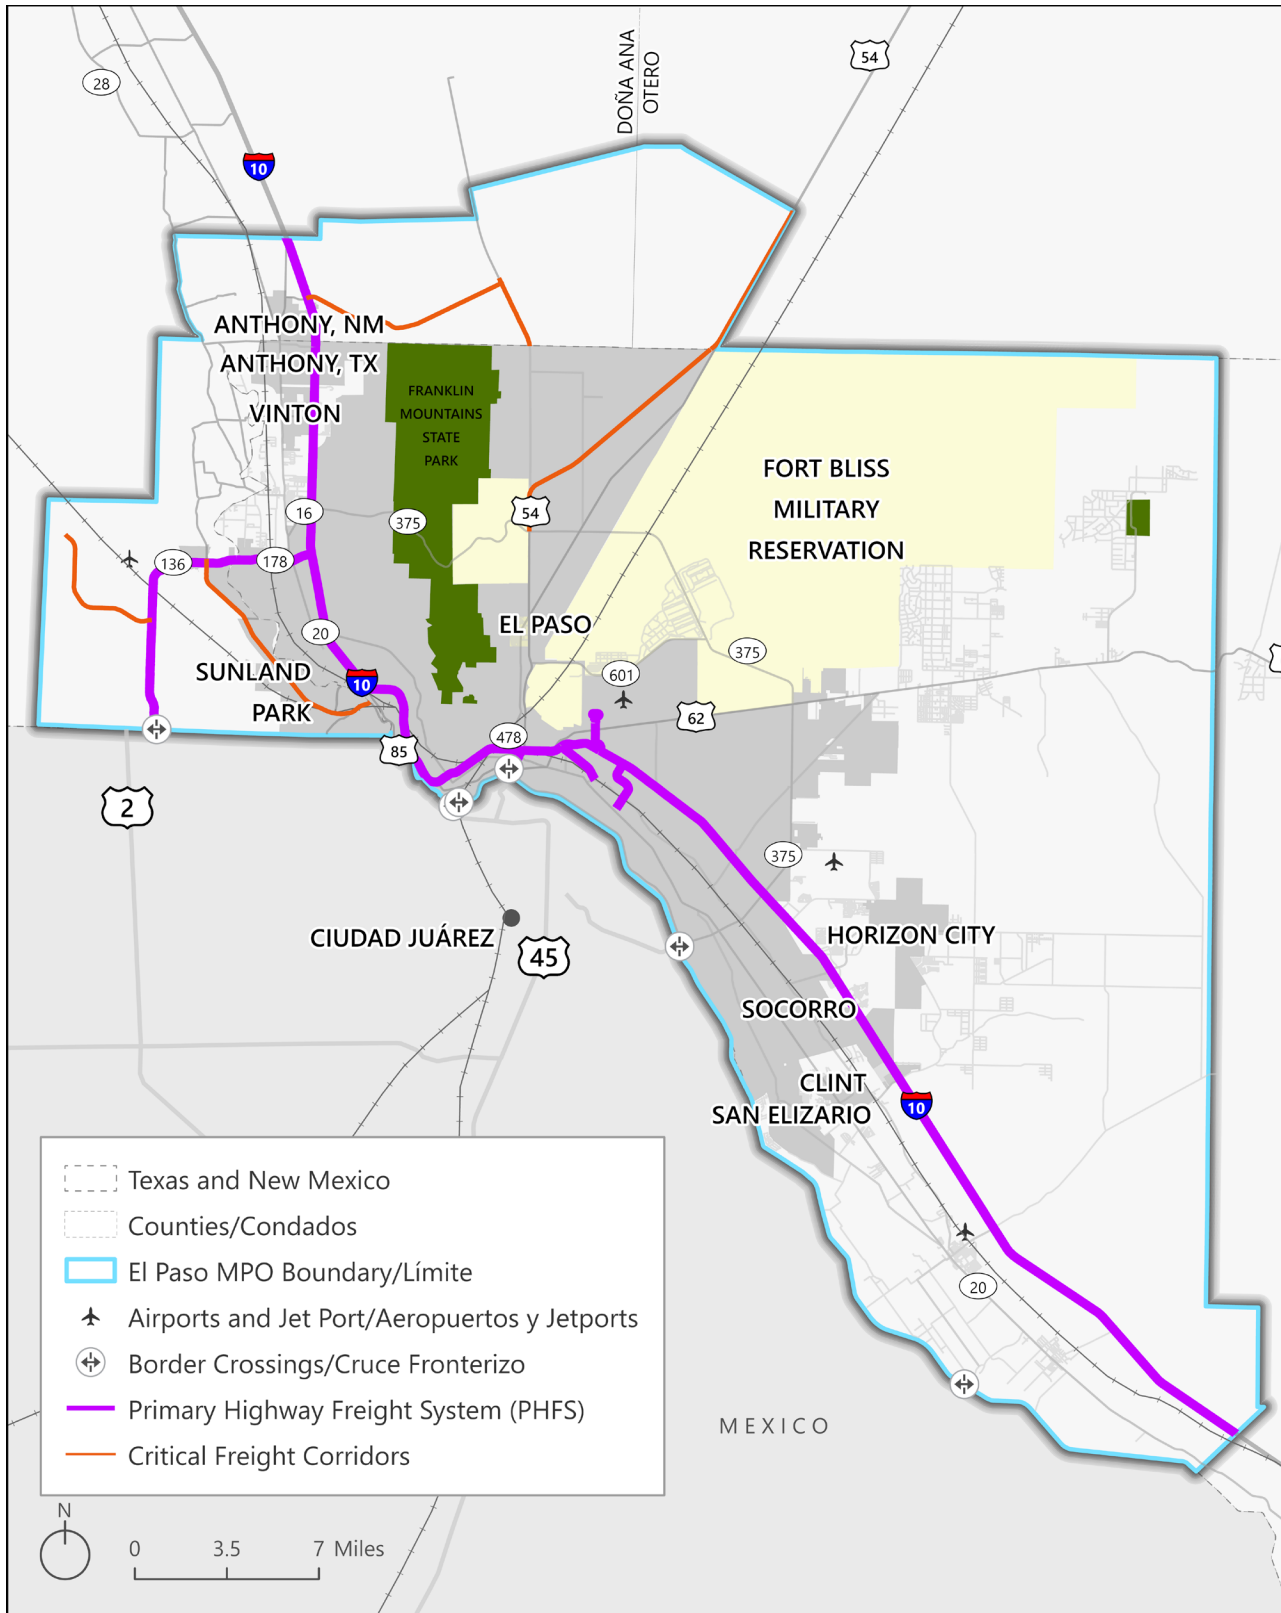 DOÑA ANA
OTERO
54
28
10
ANTHONY, NM
ANTHONY, TX
VINTON
FRANKLIN
MOUNTAINS
STATE
PARK
FORT BLISS
MILITARY
RESERVATION
16
375
54
136
178
20
EL PASO
375
601
SUNLAND
PARK
10
62
85
478
2
375
CIUDAD JUÁREZ
45
HORIZON CITY
SOCORRO
CLINT
SAN ELIZARIO
10
20
MEXICO
Texas and New Mexico
Counties/Condados
El Paso MPO Boundary/Límite
Airports and Jet Port/Aeropuertos y Jetports
Border Crossings/Cruce Fronterizo
Primary Highway Freight System (PHFS)
Critical Freight Corridors
N
0 3.5 7 Miles